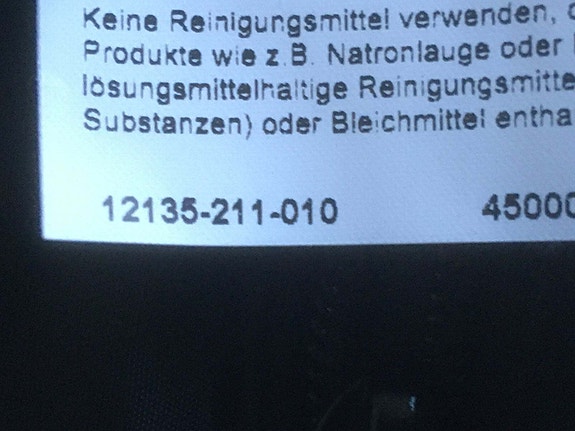 Keine Reinigungsmittel verwenden,
Produkte wie z.B. Natronlauge oder
lösungsmittelhaltige Reinigungsmitte
Substanzen) oder Bleichmittel entha
12135-211-010 45000